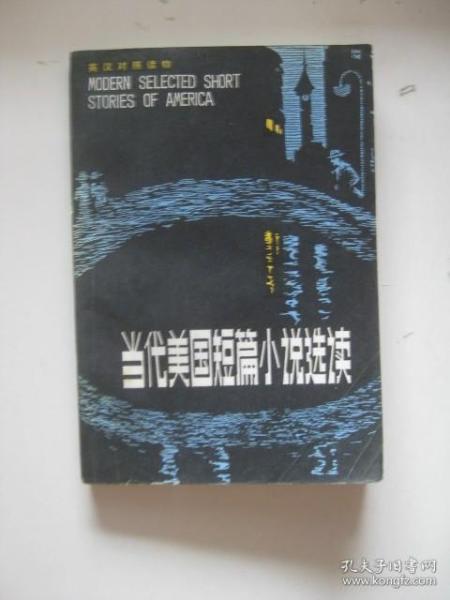 英汉对照读物
MODERN SELECTED SHORT
STORIES OF AMERICA
当代美国短篇小说选读
孔夫子旧书网
www.kongfz.com